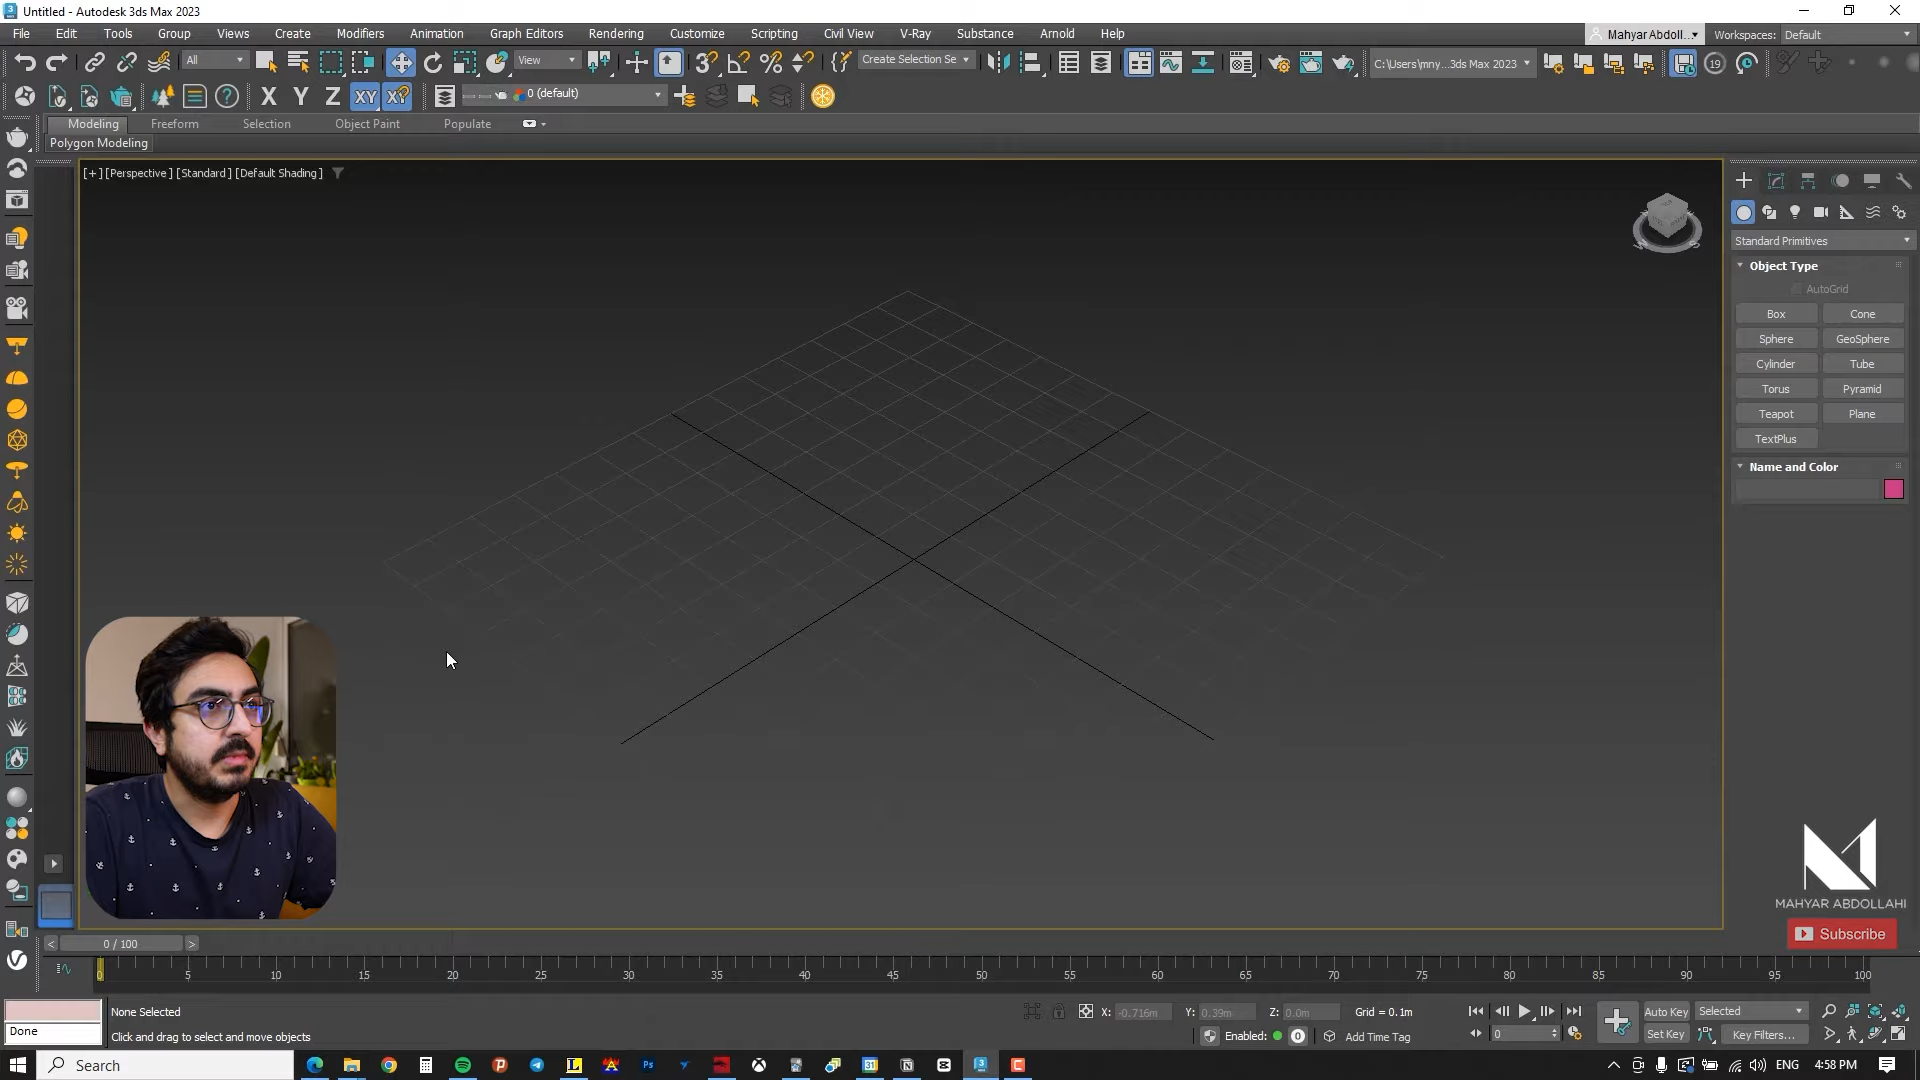 Untitled - Autodesk 3ds Max 2023
File Edit Tools Group Views Create Modifiers Animation Graph Editors Rendering Customize Scripting Civil View V-Ray Substance Arnold Help
Mahyar Abdoll... Workspaces: Default
All View Create Selection Se C:\Users\mny...3ds Max 2023 19
X Y Z XY XY 0 (default)
Modeling Freeform Selection Object Paint Populate
Polygon Modeling
[+] [Perspective ] [Standard ] [Default Shading ]
Standard Primitives
Object Type
AutoGrid
Box Cone
Sphere GeoSphere
Cylinder Tube
Torus Pyramid
Teapot Plane
TextPlus
Name and Color
MAHYAR ABDOLLAHI
Subscribe
< 0 / 100 >
0 5 10 15 20 25 30 35 40 45 50 55 60 65 70 75 80 85 90 95 100
None Selected X: -0.716m Y: 0.39m Z: 0.0m Grid = 0.1m Auto Key Selected
Done Click and drag to select and move objects Enabled: 0 Add Time Tag 0 Set Key Key Filters...
Search ENG 4:58 PM